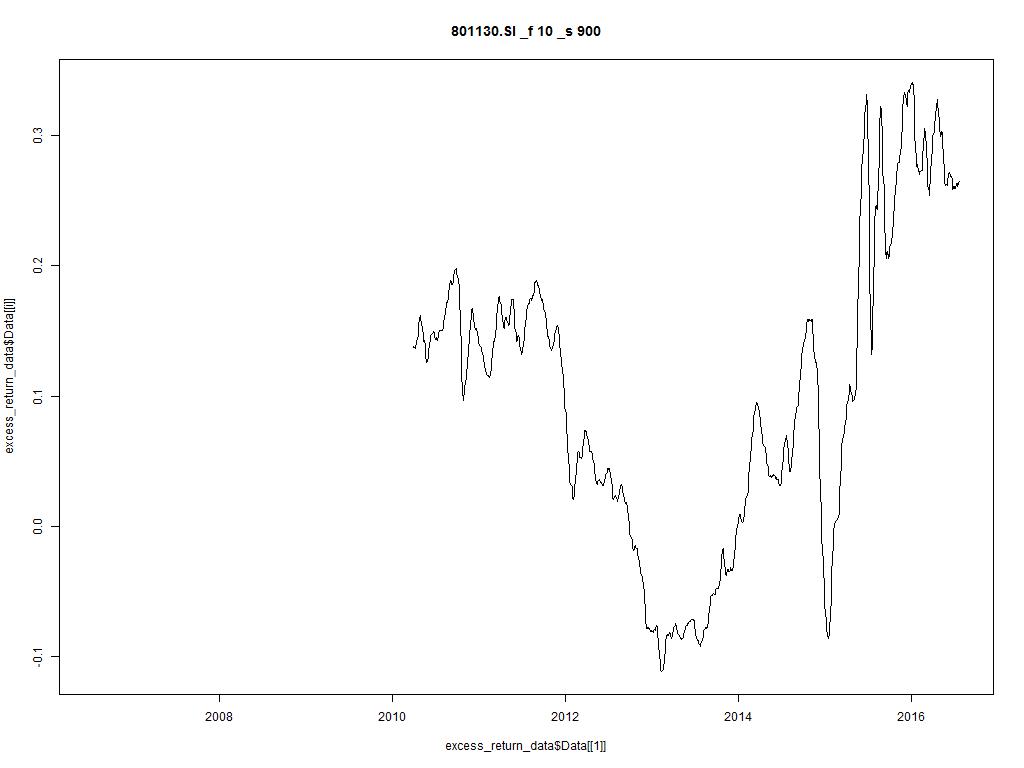 801130.SI _f 10 _s 900
excess_return_data$Data[[i]]
0.3
0.2
0.1
0.0
-0.1
2008 2010 2012 2014 2016
excess_return_data$Data[[1]]